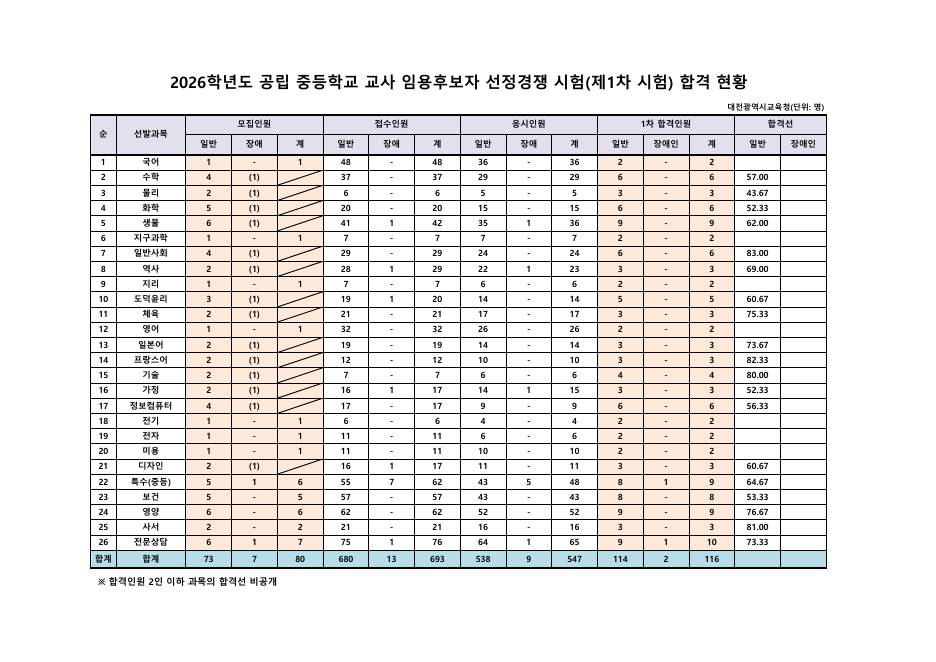 2026학년도 공립 중등학교 교사 임용후보자 선정경쟁 시험(제1차 시험) 합격 현황
대전광역시교육청(단위: 명)
순 선발과목 모집인원 접수인원 응시인원 1차 합격인원 합격선
일반 장애 계 일반 장애 계 일반 장애 계 일반 장애인 계 일반 장애인
1 국어 1 - 1 48 - 48 36 - 36 2 - 2
2 수학 4 (1) 37 - 37 29 - 29 6 - 6 57.00
3 물리 2 (1) 6 - 6 5 - 5 3 - 3 43.67
4 화학 5 (1) 20 - 20 15 - 15 6 - 6 52.33
5 생물 6 (1) 41 1 42 35 1 36 9 - 9 62.00
6 지구과학 1 - 1 7 - 7 7 - 7 2 - 2
7 일반사회 4 (1) 29 - 29 24 - 24 6 - 6 83.00
8 역사 2 (1) 28 1 29 22 1 23 3 - 3 69.00
9 지리 1 - 1 7 - 7 6 - 6 2 - 2
10 도덕윤리 3 (1) 19 1 20 14 - 14 5 - 5 60.67
11 체육 2 (1) 21 - 21 17 - 17 3 - 3 75.33
12 영어 1 - 1 32 - 32 26 - 26 2 - 2
13 일본어 2 (1) 19 - 19 14 - 14 3 - 3 73.67
14 프랑스어 2 (1) 12 - 12 10 - 10 3 - 3 82.33
15 기술 2 (1) 7 - 7 6 - 6 4 - 4 80.00
16 가정 2 (1) 16 1 17 14 1 15 3 - 3 52.33
17 정보컴퓨터 4 (1) 17 - 17 9 - 9 6 - 6 56.33
18 전기 1 - 1 6 - 6 4 - 4 2 - 2
19 전자 1 - 1 11 - 11 6 - 6 2 - 2
20 미용 1 - 1 11 - 11 10 - 10 2 - 2
21 디자인 2 (1) 16 1 17 11 - 11 3 - 3 60.67
22 특수(중등) 5 1 6 55 7 62 43 5 48 8 1 9 64.67
23 보건 5 - 5 57 - 57 43 - 43 8 - 8 53.33
24 영양 6 - 6 62 - 62 52 - 52 9 - 9 76.67
25 사서 2 - 2 21 - 21 16 - 16 3 - 3 81.00
26 전문상담 6 1 7 75 1 76 64 1 65 9 1 10 73.33
합계 합계 73 7 80 680 13 693 538 9 547 114 2 116
※ 합격인원 2인 이하 과목의 합격선 비공개